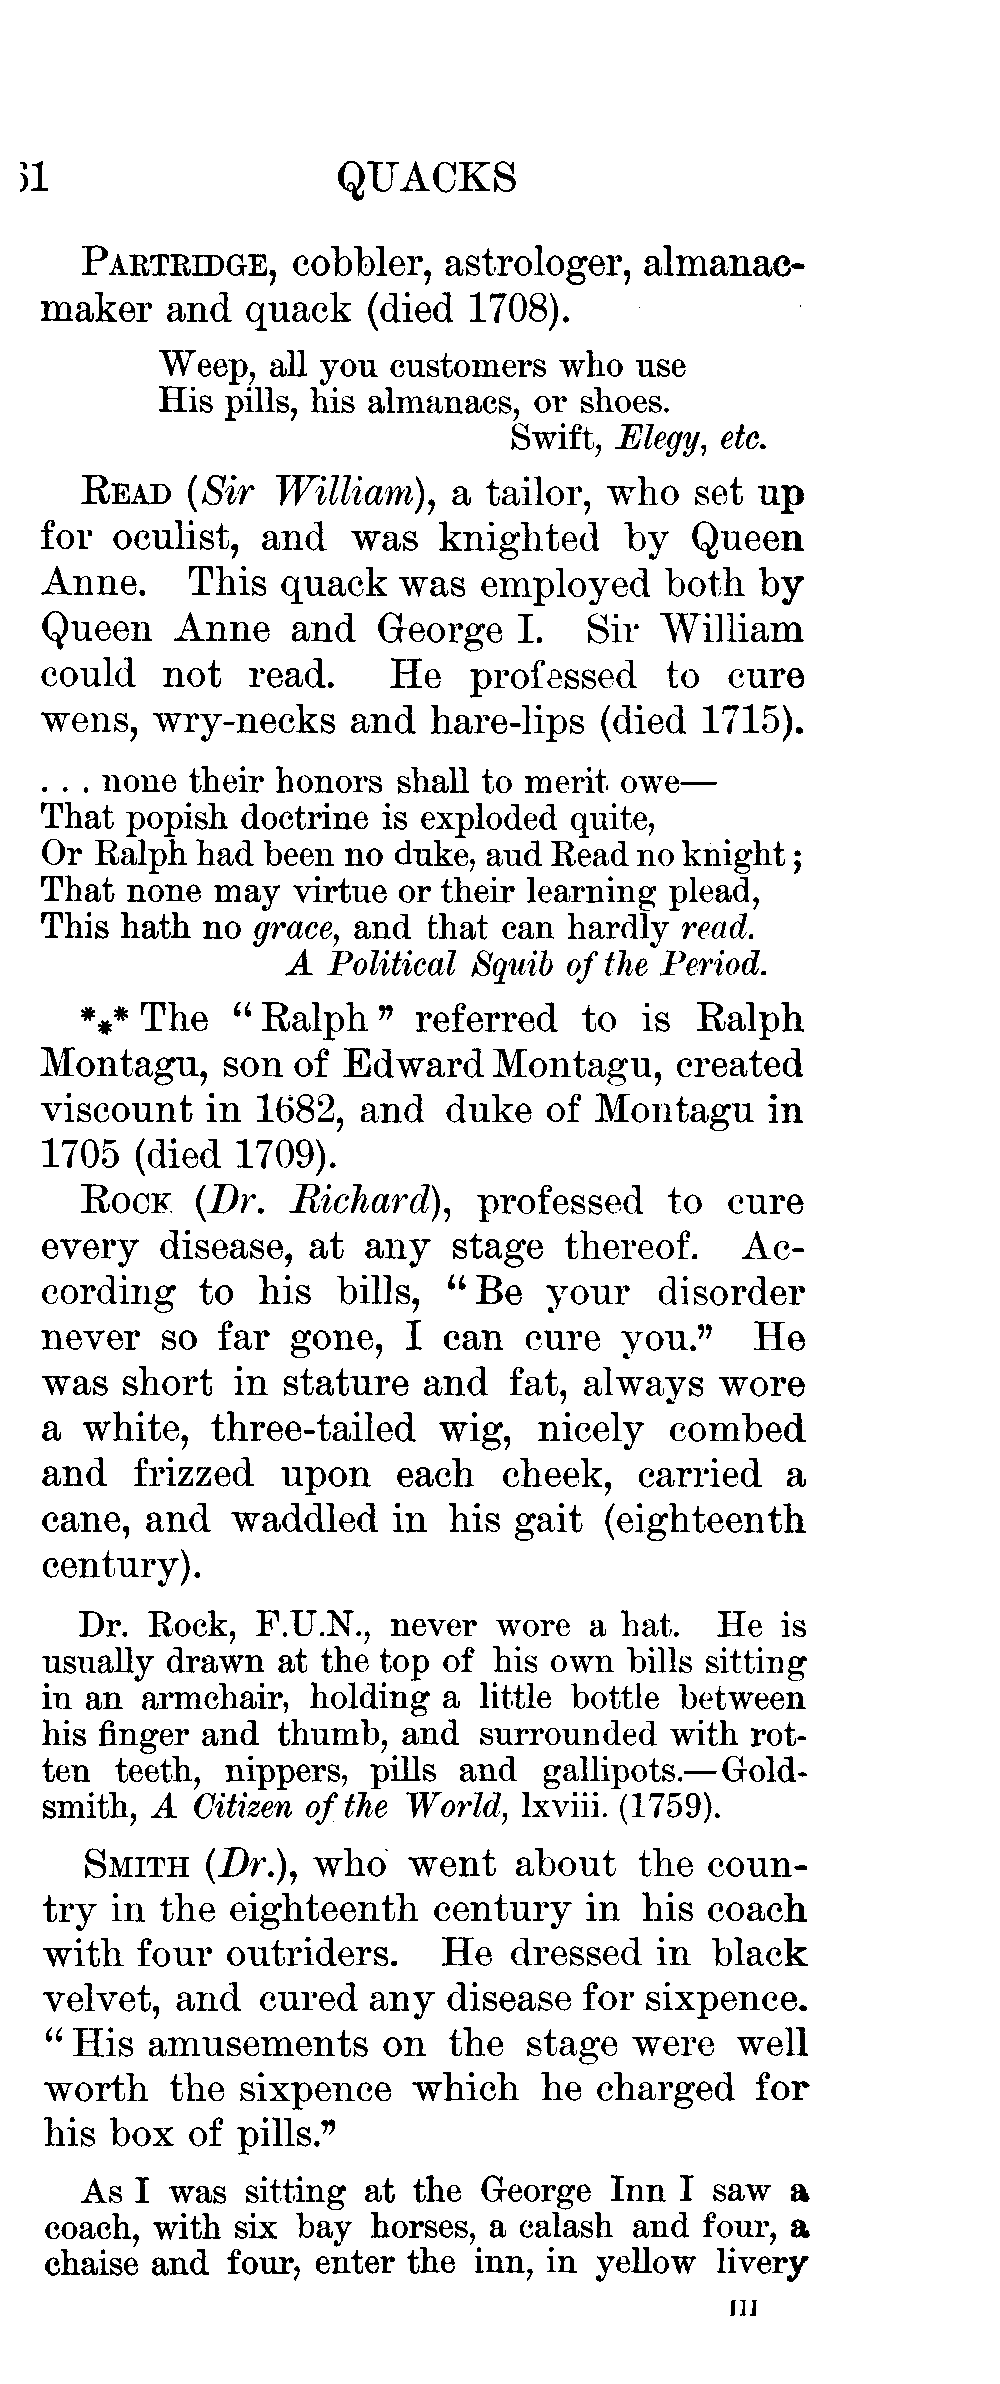 51 QUACKS
PARTRIDGE, cobbler, astrologer, almanac-
maker and quack (died 1708).
Weep, all you customers who use
His pills, his almanacs, or shoes.
Swift, Elegy, etc.
READ (Sir William), a tailor, who set up
for oculist, and was knighted by Queen
Anne. This quack was employed both by
Queen Anne and George I. Sir William
could not read. He professed to cure
wens, wry-necks and hare-lips (died 1715).
. . . none their honors shall to merit owe—
That popish doctrine is exploded quite,
Or Ralph had been no duke, aud Read no knight;
That none may virtue or their learning plead,
This hath no grace, and that can hardly read.
A Political Squib of the Period.
*⁎* The “Ralph” referred to is Ralph
Montagu, son of Edward Montagu, created
viscount in 1682, and duke of Montagu in
1705 (died 1709).
ROCK (Dr. Richard), professed to cure
every disease, at any stage thereof. Ac-
cording to his bills, “Be your disorder
never so far gone, I can cure you.” He
was short in stature and fat, always wore
a white, three-tailed wig, nicely combed
and frizzed upon each cheek, carried a
cane, and waddled in his gait (eighteenth
century).
Dr. Rock, F.U.N., never wore a hat. He is
usually drawn at the top of his own bills sitting
in an armchair, holding a little bottle between
his finger and thumb, and surrounded with rot-
ten teeth, nippers, pills and gallipots.—Gold-
smith, A Citizen of the World, lxviii. (1759).
SMITH (Dr.), who went about the coun-
try in the eighteenth century in his coach
with four outriders. He dressed in black
velvet, and cured any disease for sixpence.
“His amusements on the stage were well
worth the sixpence which he charged for
his box of pills.”
As I was sitting at the George Inn I saw a
coach, with six bay horses, a calash and four, a
chaise and four, enter the inn, in yellow livery
III